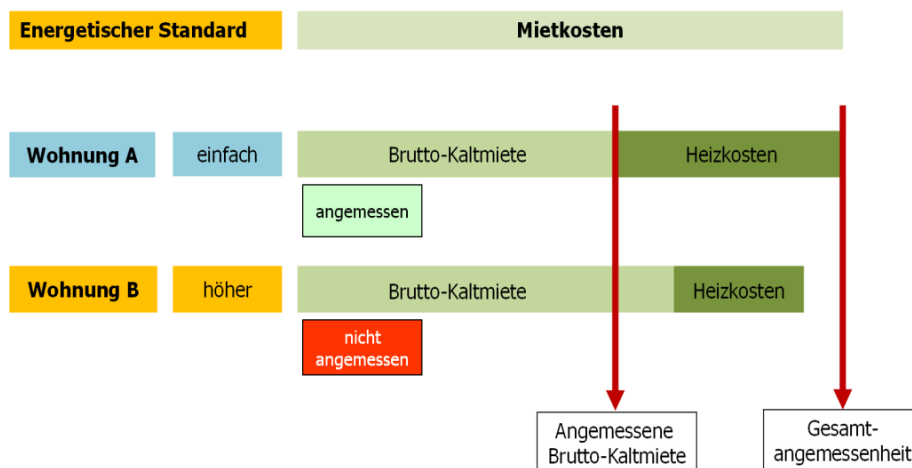 Energetischer Standard
Mietkosten
Wohnung A
einfach
Brutto-Kaltmiete
Heizkosten
angemessen
Wohnung B
höher
Brutto-Kaltmiete
Heizkosten
nicht
angemessen
Angemessene
Brutto-Kaltmiete
Gesamt-
angemessenheit